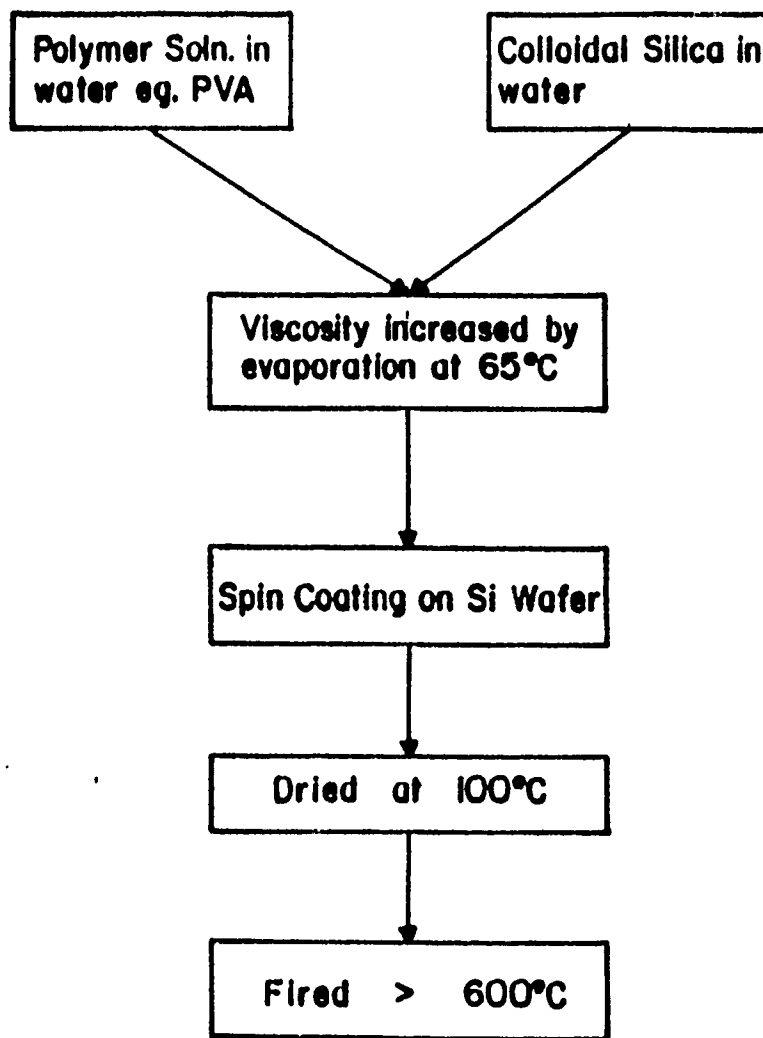 Polymer Soln. in
water eg. PVA
Colloidal Silica in
water
Viscosity increased by
evaporation at 65°C
Spin Coating on Si Wafer
Dried at 100°C
Fired > 600°C